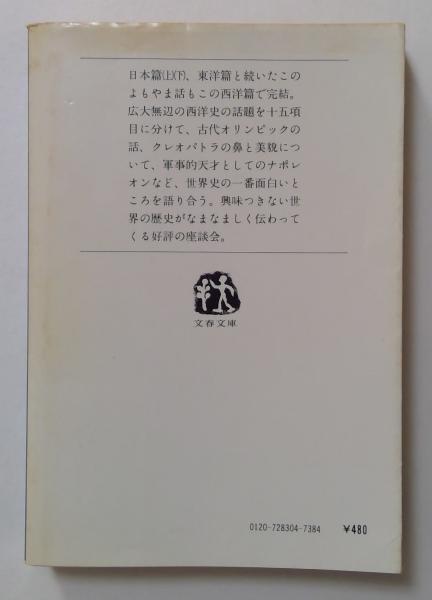 日本篇(上)(下)、東洋篇と続いたこの
よもやま話もこの西洋篇で完結。
広大無辺の西洋史の話題を十五項
目に分けて、古代オリンピックの
話、クレオパトラの鼻と美貌につ
いて、軍事的天才としてのナポレ
オンなど、世界史の一番面白いと
ころを語り合う。興味つきない世
界の歴史がなまなましく伝わって
くる好評の座談会。
文春文庫
0120-728304-7384 ￥480